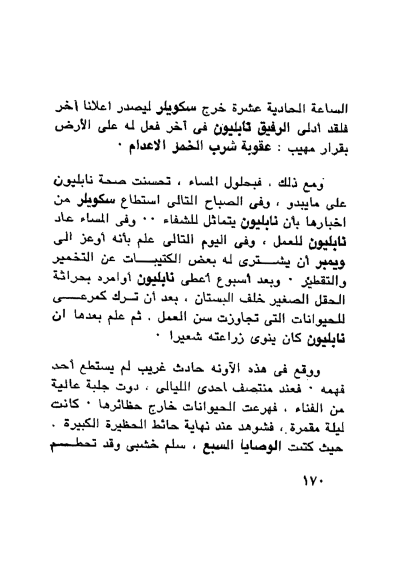 الساعة الحادية عشرة خرج سكويلر ليصدر اعلانا آخر
فلقد أدلى الرفيق نابليون فى آخر فعل له على الأرض
بقرار مهيب : عقوبة شرب الخمر الاعدام ٠
ومع ذلك ، فبحلول المساء ، تحسنت صحة نابليون
على مايبدو ، وفى الصباح التالى استطاع سكويلر من
اخبارها بأن نابليون يتماثل للشفاء ٠٠ وفى المساء عاد
نابليون للعمل ، وفى اليوم التالى علم بأنه أوعز الى
ويمبر أن يشترى له بعض الكتيبات عن التخمير
والتقطير ٠ وبعد أسبوع أعطى نابليون أوامره بحراثة
الحقل الصغير خلف البستان ، بعد أن ترك كمرعى
للحيوانات التى تجاوزت سن العمل ٠ ثم علم بعدها ان
نابليون كان ينوى زراعته شعيرا ٠
ووقع فى هذه الآونه حادث غريب لم يستطع أحد
فهمه ٠ فعند منتصف احدى الليالى ، دوت جلبة عالية
من الفناء ، فهرعت الحيوانات خارج حظائرها ٠ كانت
ليلة مقمرة ، فشوهد عند نهاية حائط الحظيرة الكبيرة .
حيث كتبت الوصايا السبع ، سلم خشبى وقد تحطم
١٧٠